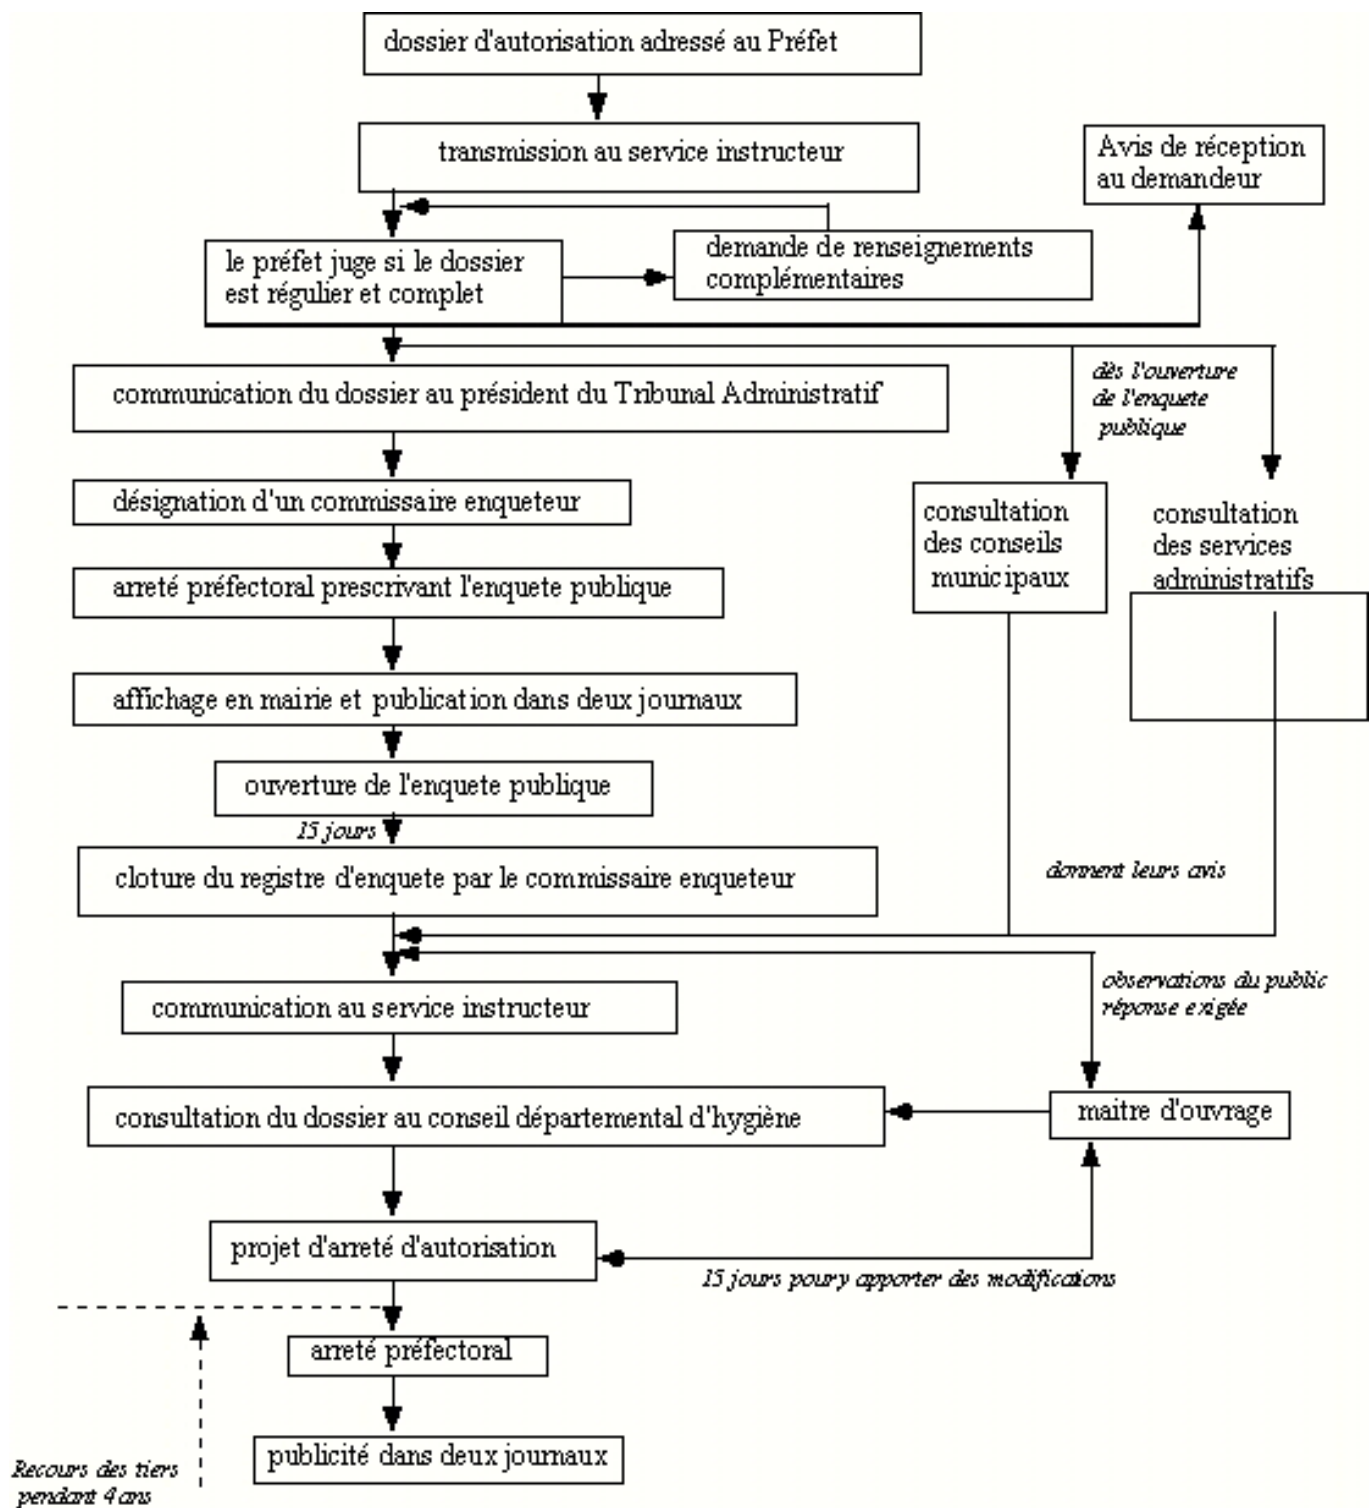 dossier d'autorisation adressé au Préfet
transmission au service instructeur
Avis de réception
au demandeur
le préfet juge si le dossier
est régulier et complet
demande de renseignements
complémentaires
communication du dossier au président du Tribunal Administratif
dès l'ouverture
de l'enquete
publique
désignation d'un commissaire enqueteur
consultation
des conseils
municipaux
consultation
des services
administratifs
arreté préfectoral prescrivant l'enquete publique
affichage en mairie et publication dans deux journaux
ouverture de l'enquete publique
15 jours
cloture du registre d'enquete par le commissaire enqueteur
donnent leurs avis
observations du public
réponse exigée
communication au service instructeur
consultation du dossier au conseil départemental d'hygiène
maitre d'ouvrage
projet d'arreté d'autorisation
15 jours pour y apporter des modifications
arreté préfectoral
publicité dans deux journaux
Recours des tiers
pendant 4 ans